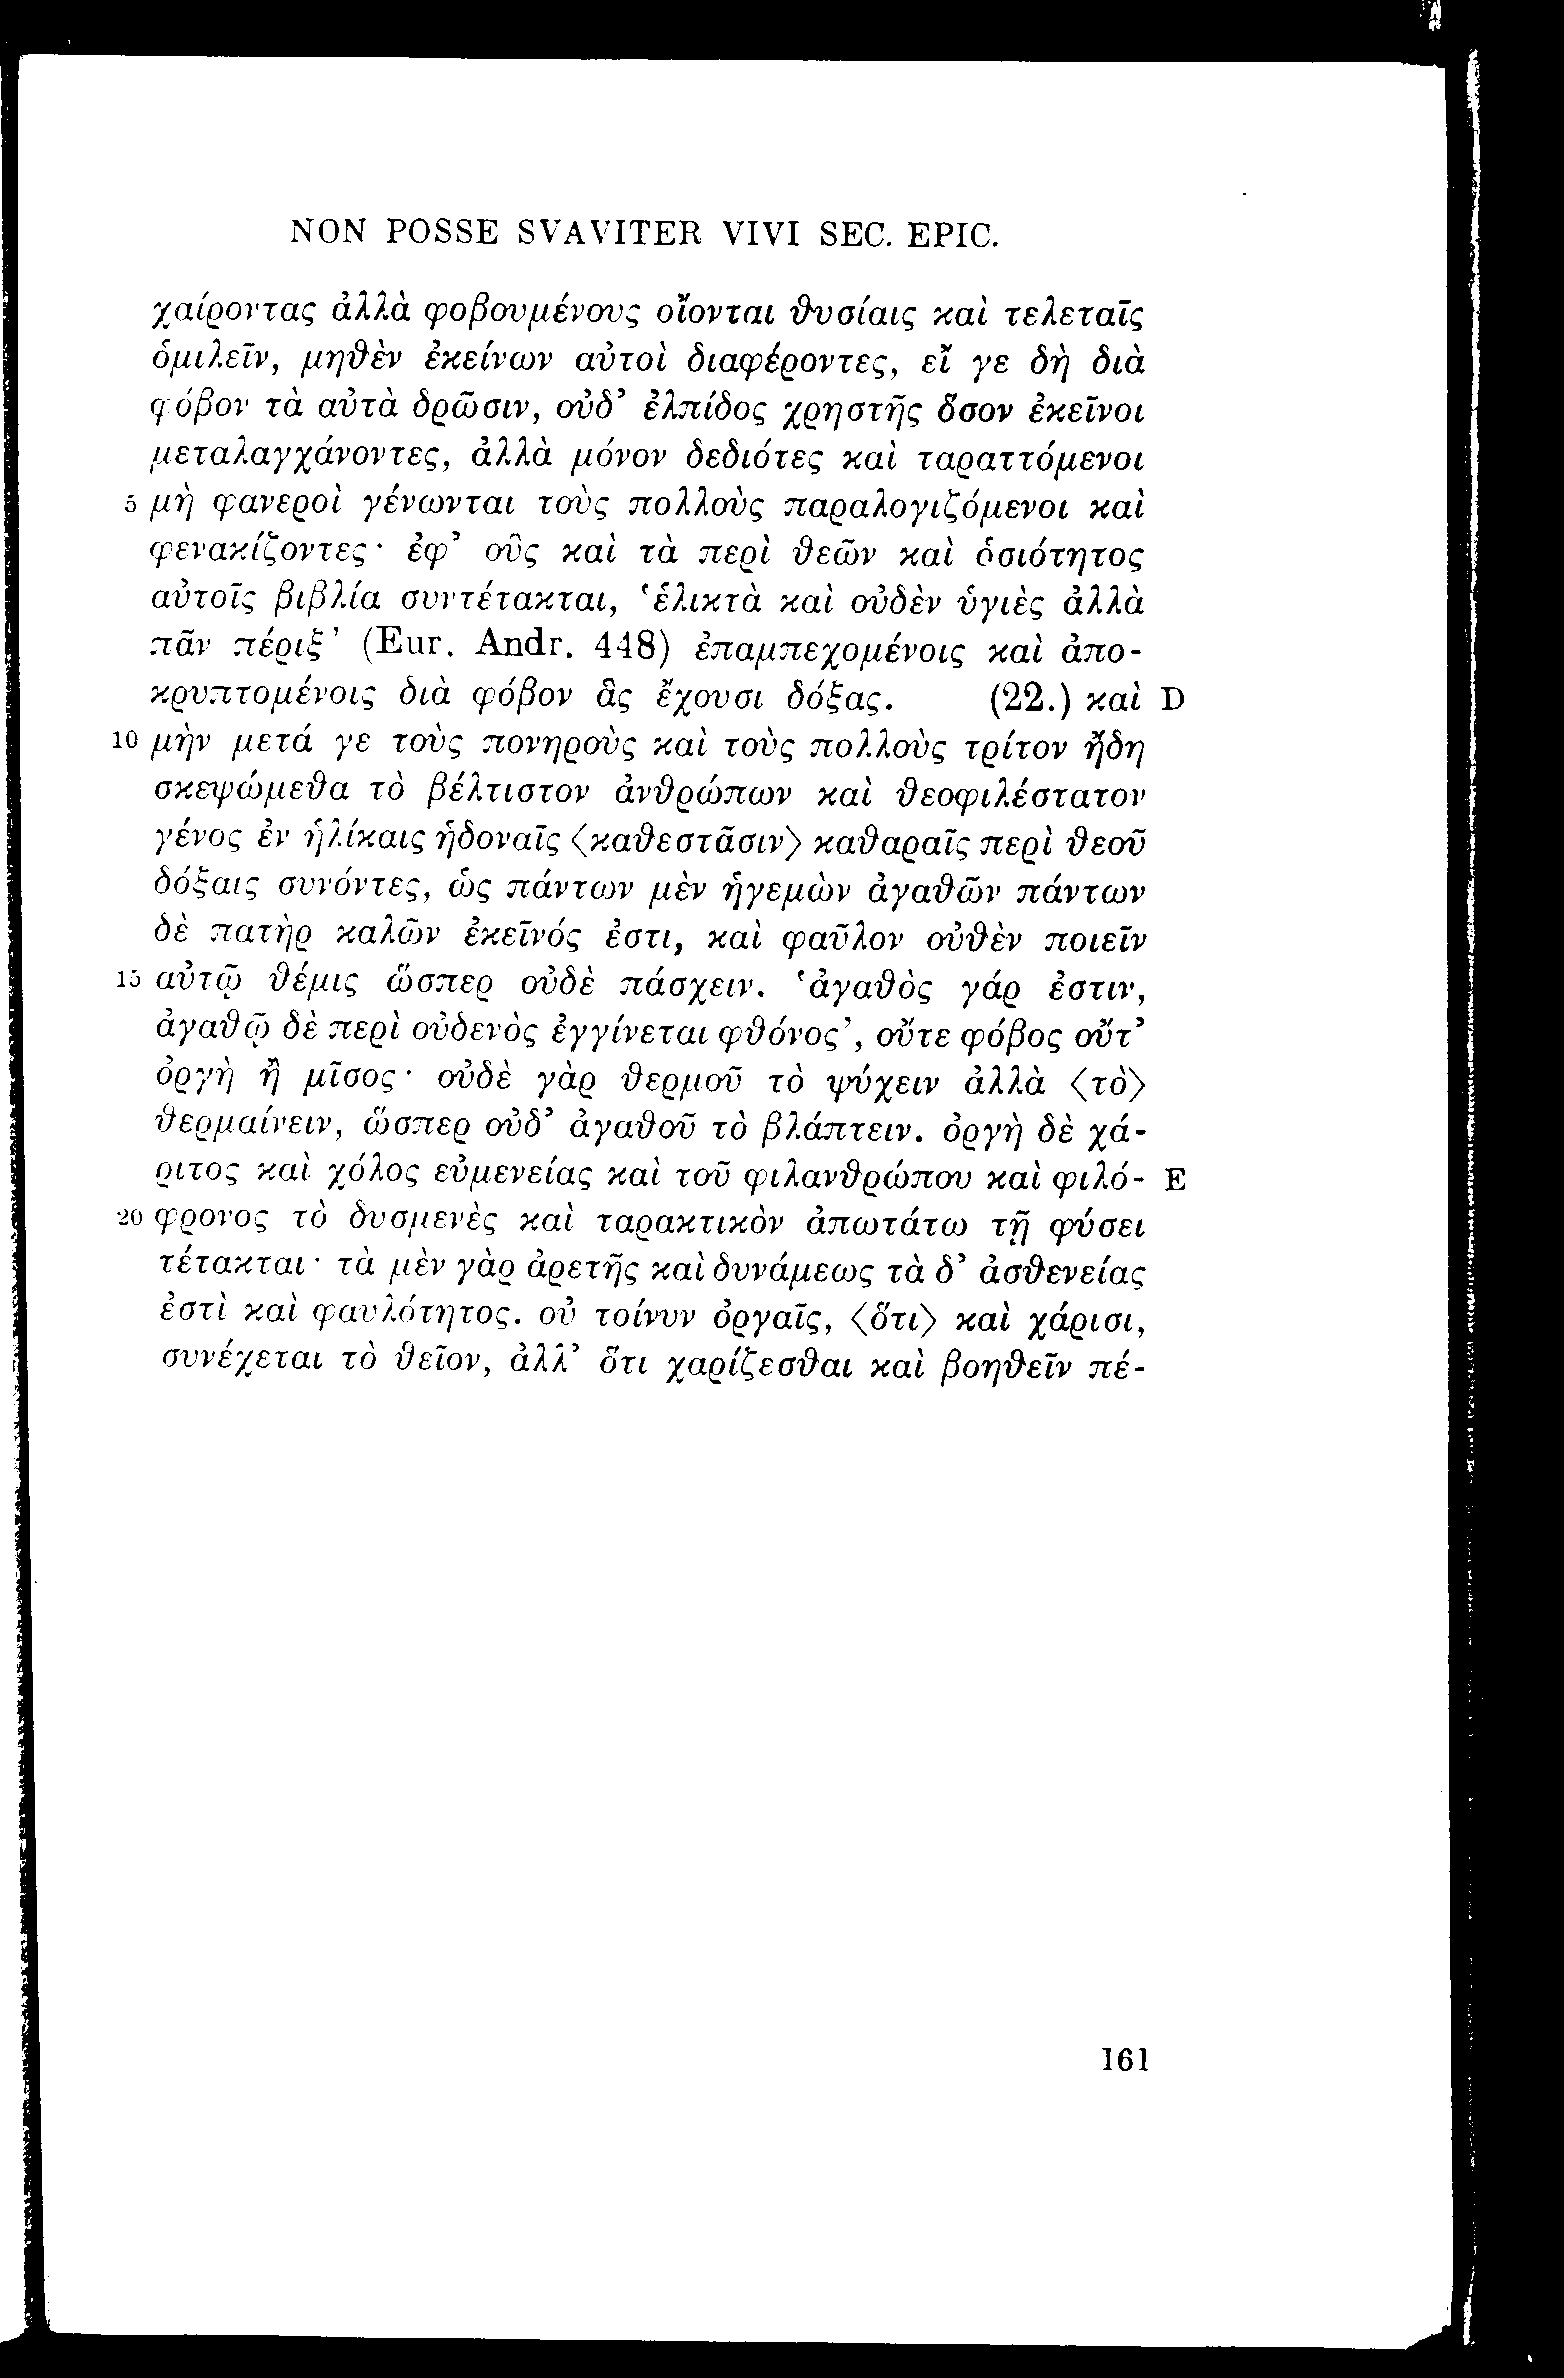 NON POSSE SVAVITER VIVI SEC. EPIC.
χαίροντας ἀλλὰ φοβουμένους οἴονται θυσίαις καὶ τελεταῖς
ὁμιλεῖν, μηθὲν ἐκείνων αὐτοὶ διαφέροντες, εἴ γε δὴ διὰ
φόβον τὰ αὐτὰ δρῶσιν, οὐδ’ ἐλπίδος χρηστῆς ὅσον ἐκεῖνοι
μεταλαγχάνοντες, ἀλλὰ μόνον δεδιότες καὶ ταραττόμενοι
5 μὴ φανεροὶ γένωνται τοὺς πολλοὺς παραλογιζόμενοι καὶ
φενακίζοντες· ἐφ’ οὓς καὶ τὰ περὶ θεῶν καὶ ὁσιότητος
αὐτοῖς βιβλία συντέτακται, ‘ἑλικτὰ καὶ οὐδὲν ὑγιὲς ἀλλὰ
πᾶν πέριξ’ (Eur. Andr. 448) ἐπαμπεχομένοις καὶ ἀπο-
κρυπτομένοις διὰ φόβον ἃς ἔχουσι δόξας. (22.) καὶ D
10 μὴν μετά γε τοὺς πονηροὺς καὶ τοὺς πολλοὺς τρίτον ἤδη
σκεψώμεθα τὸ βέλτιστον ἀνθρώπων καὶ θεοφιλέστατον
γένος ἐν ἡλίκαις ἡδοναῖς ⟨καθεστᾶσιν⟩ καθαραῖς περὶ θεοῦ
δόξαις συνόντες, ὡς πάντων μὲν ἡγεμὼν ἀγαθῶν πάντων
δὲ πατὴρ καλῶν ἐκεῖνός ἐστι, καὶ φαῦλον οὐθὲν ποιεῖν
15 αὐτῷ θέμις ὥσπερ οὐδὲ πάσχειν. ‘ἀγαθὸς γάρ ἐστιν,
ἀγαθῷ δὲ περὶ οὐδενὸς ἐγγίνεται φθόνος’, οὔτε φόβος οὔτ’
ὀργὴ ἢ μῖσος· οὐδὲ γὰρ θερμοῦ τὸ ψύχειν ἀλλὰ ⟨τὸ⟩
θερμαίνειν, ὥσπερ οὐδ’ ἀγαθοῦ τὸ βλάπτειν. ὀργὴ δὲ χά-
ριτος καὶ χόλος εὐμενείας καὶ τοῦ φιλανθρώπου καὶ φιλό- E
20 φρονος τὸ δυσμενὲς καὶ ταρακτικὸν ἀπωτάτω τῇ φύσει
τέτακται· τὰ μὲν γὰρ ἀρετῆς καὶ δυνάμεως τὰ δ’ ἀσθενείας
ἐστὶ καὶ φαυλότητος. οὐ τοίνυν ὀργαῖς, ⟨ὅτι⟩ καὶ χάρισι,
συνέχεται τὸ θεῖον, ἀλλ’ ὅτι χαρίζεσθαι καὶ βοηθεῖν πέ-
161